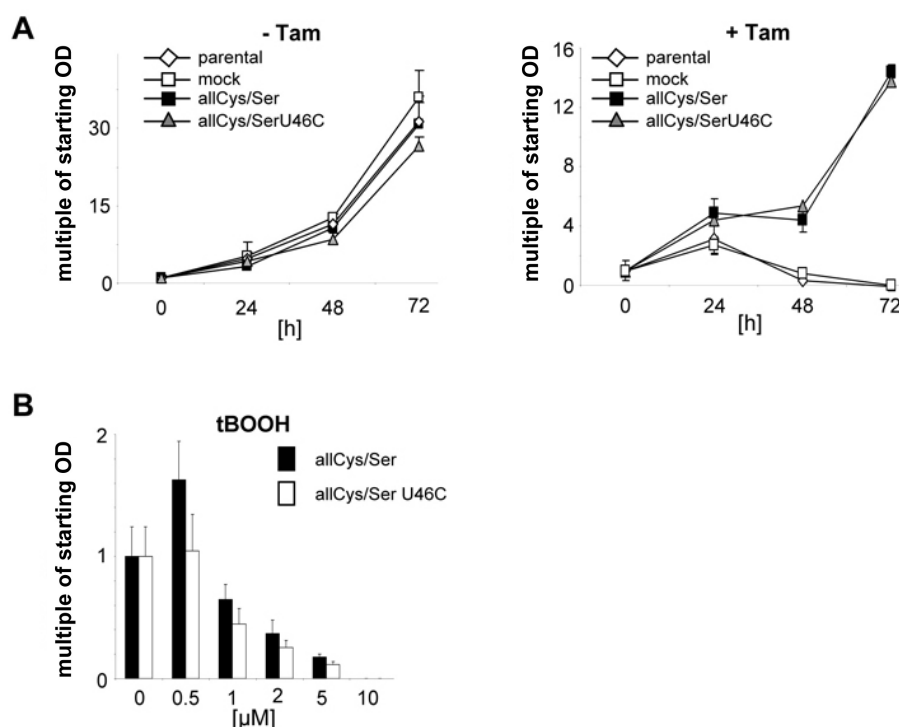 A
- Tam
multiple of starting OD
parental
mock
allCys/Ser
allCys/SerU46C
30
15
0
0 24 48 72
[h]
+ Tam
multiple of starting OD
parental
mock
allCys/Ser
allCys/SerU46C
16
12
8
4
0
0 24 48 72
[h]
B
tBOOH
multiple of starting OD
allCys/Ser
allCys/Ser U46C
2
1
0
0 0.5 1 2 5 10
[µM]